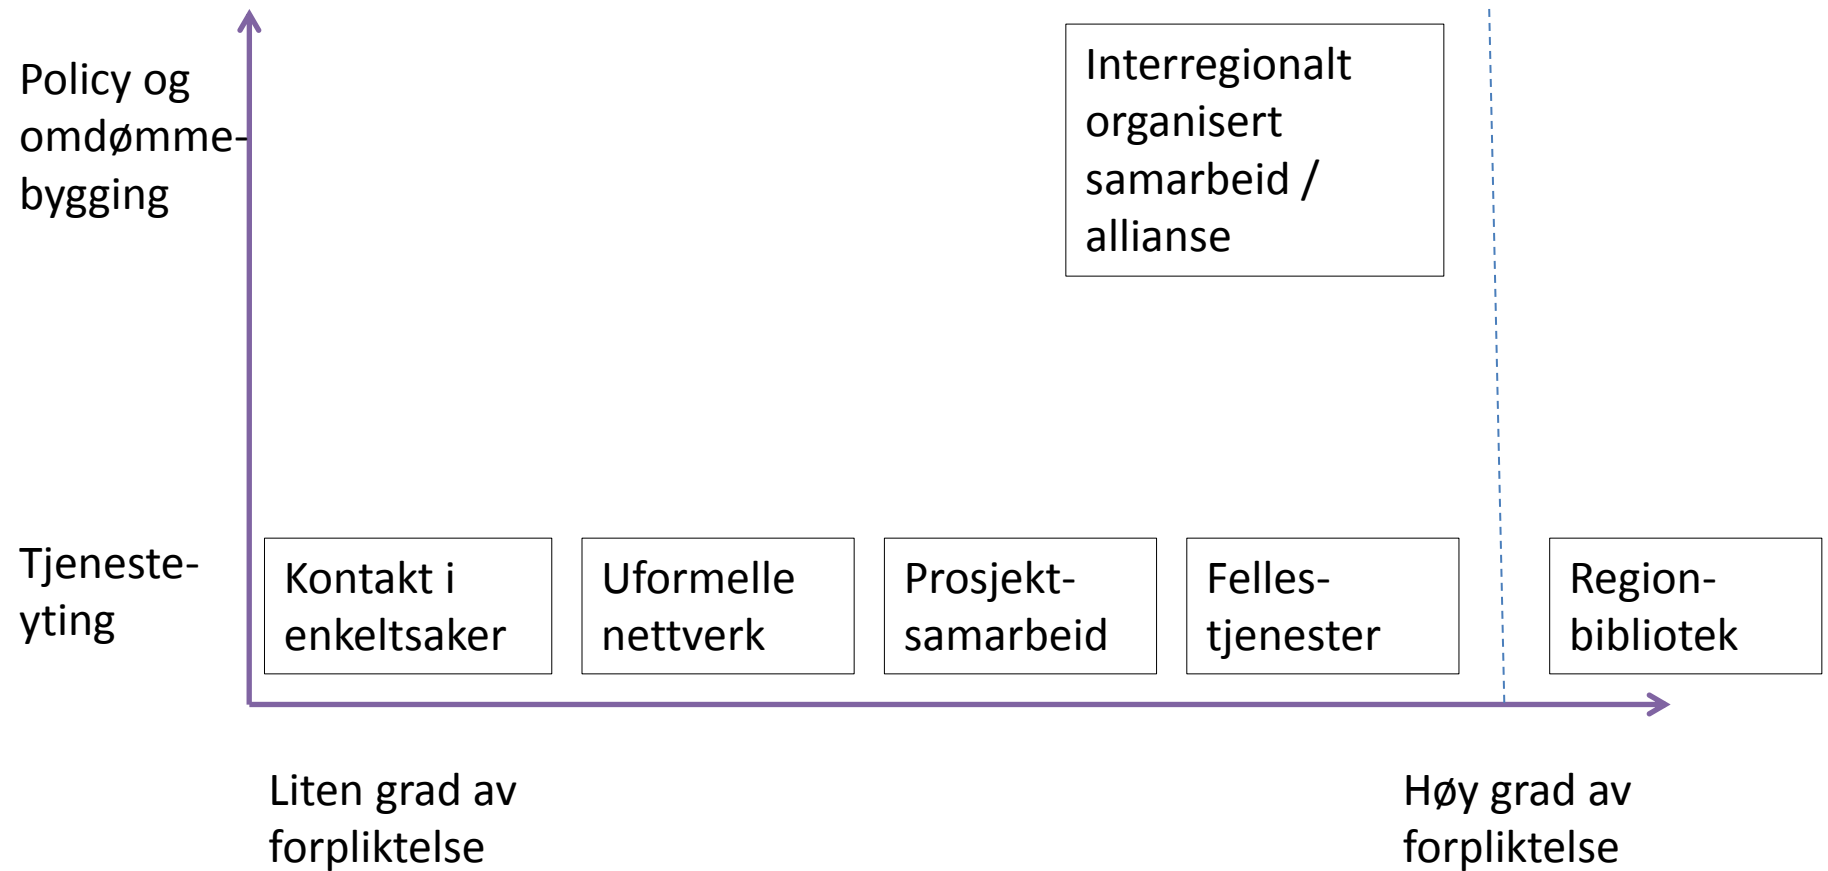 Policy og
omdømme-
bygging
Interregionalt
organisert
samarbeid /
allianse
Tjeneste-
yting
Kontakt i
enkeltsaker
Uformelle
nettverk
Prosjekt-
samarbeid
Felles-
tjenester
Region-
bibliotek
Liten grad av
forpliktelse
Høy grad av
forpliktelse